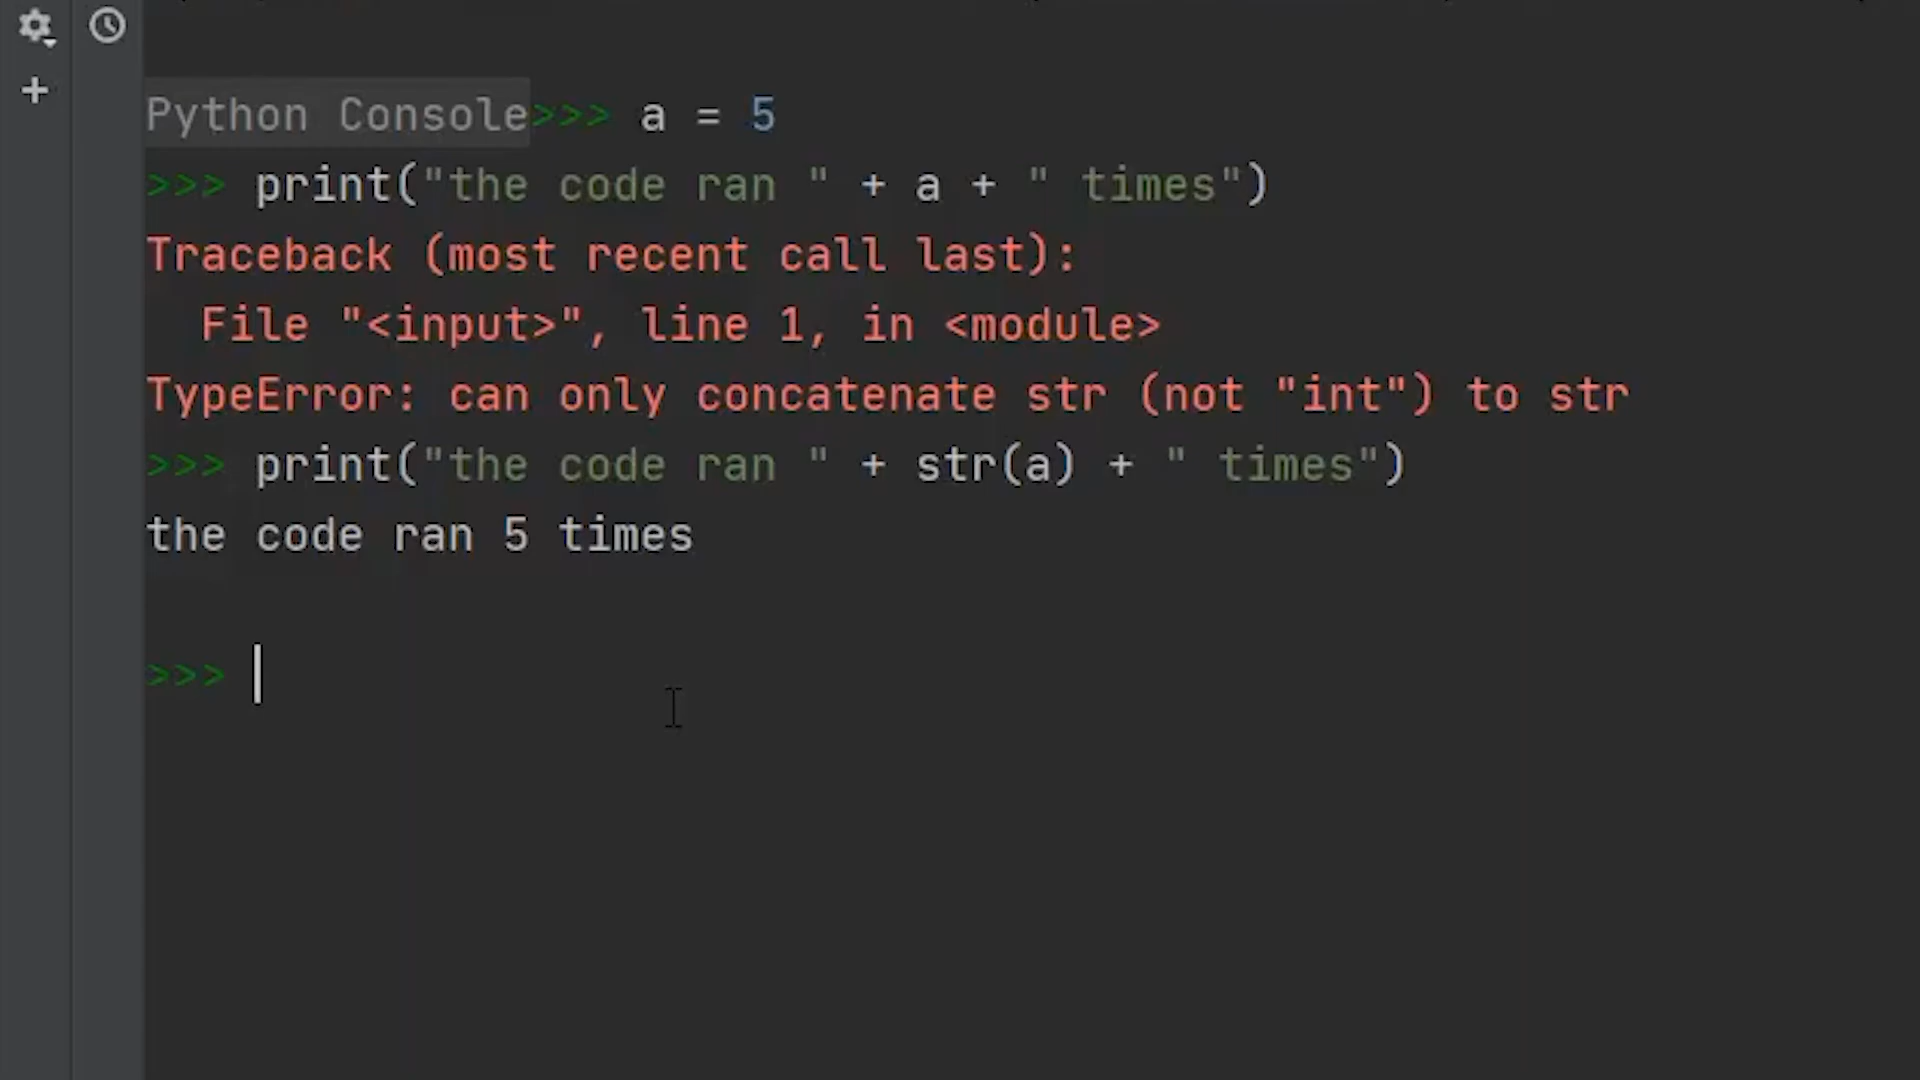 Python Console>>> a = 5
>>> print("the code ran " + a + " times")
Traceback (most recent call last):
  File "<input>", line 1, in <module>
TypeError: can only concatenate str (not "int") to str
>>> print("the code ran " + str(a) + " times")
the code ran 5 times
>>>